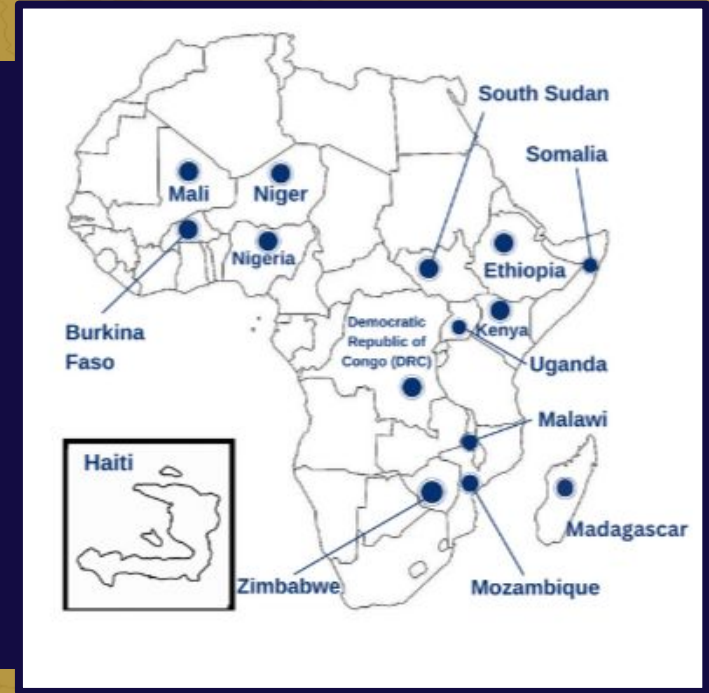 South Sudan
Somalia
Mali
Niger
Nigeria
Ethiopia
Burkina
Faso
Democratic
Republic of
Congo (DRC)
Kenya
Uganda
Malawi
Haiti
Madagascar
Zimbabwe
Mozambique